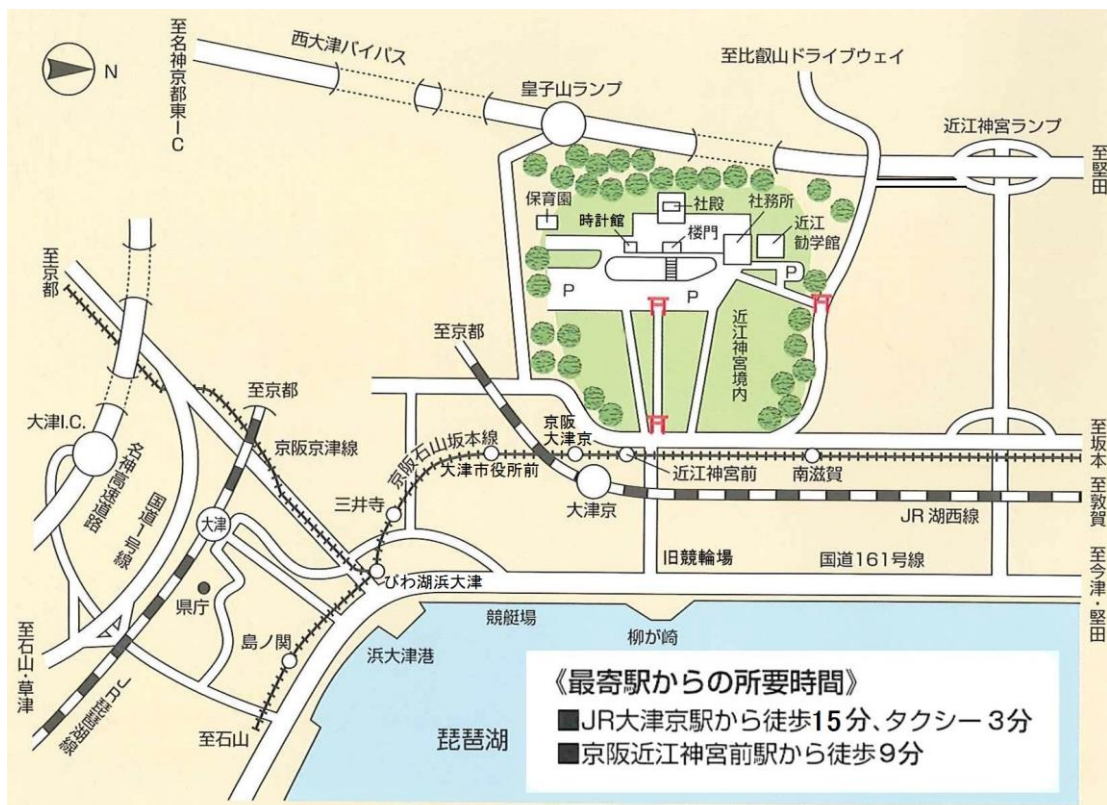 至名神京都東IC
N
西大津バイパス
皇子山ランプ
至比叡山ドライブウェイ
近江神宮ランプ
至堅田
保育園
社殿
社務所
時計館
楼門
近江
勧学館
P
P
P
近江神宮境内
至京都
至京都
至京都
大津I.C.
名神高速道路
国道1号線
京阪京津線
京阪石山坂本線
大津市役所前
京阪
大津京
近江神宮前
南滋賀
至坂本
至敦賀
大津京
JR湖西線
三井寺
大津
旧競輪場
国道161号線
びわ湖浜大津
至今津・堅田
県庁
島ノ関
競艇場
柳が崎
浜大津港
至石山・草津
JR琵琶湖線
至石山
琵琶湖
《最寄駅からの所要時間》
■JR大津京駅から徒歩15分、タクシー3分
■京阪近江神宮前駅から徒歩9分